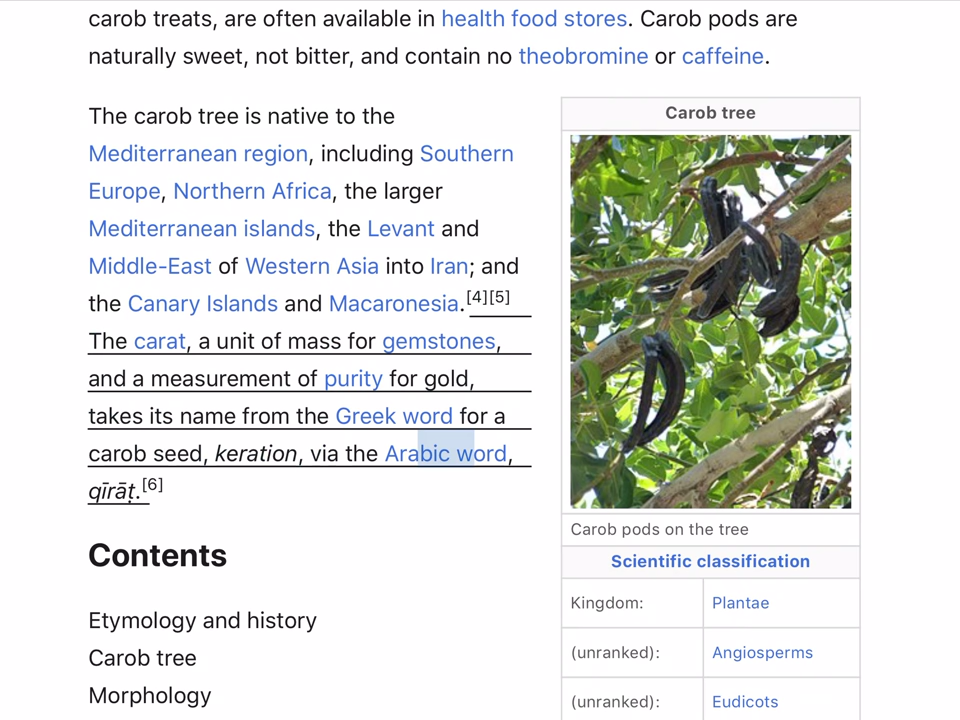 carob treats, are often available in health food stores. Carob pods are
naturally sweet, not bitter, and contain no theobromine or caffeine.
The carob tree is native to the
Mediterranean region, including Southern
Europe, Northern Africa, the larger
Mediterranean islands, the Levant and
Middle-East of Western Asia into Iran; and
the Canary Islands and Macaronesia.[4][5]
The carat, a unit of mass for gemstones,
and a measurement of purity for gold,
takes its name from the Greek word for a
carob seed, keration, via the Arabic word,
qīrāṭ.[6]
Contents
Etymology and history
Carob tree
Morphology
Carob tree
Carob pods on the tree
Scientific classification
Kingdom: Plantae
(unranked): Angiosperms
(unranked): Eudicots